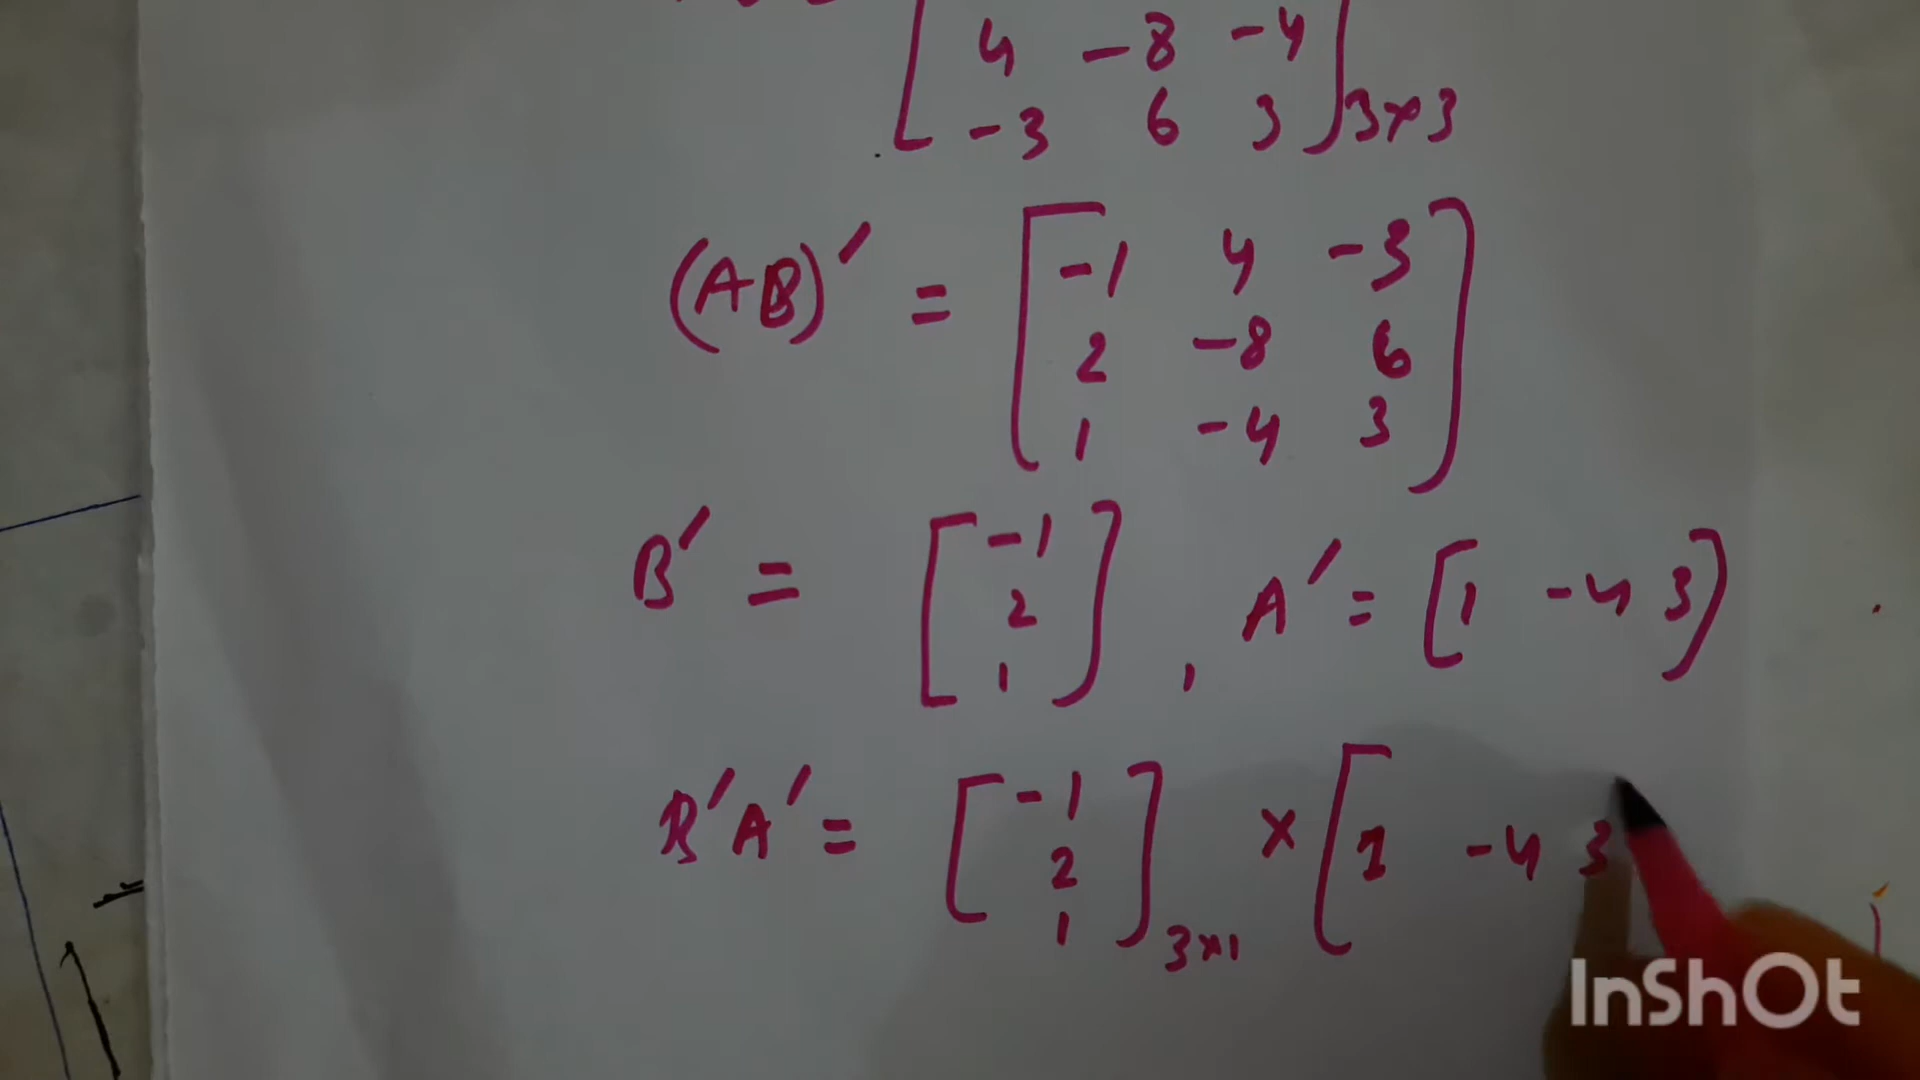 4 -8 -4
-3 6 3 3×3
(AB)' = [-1 4 -3
2 -8 6
1 -4 3]
B' = [-1 2 1] , A' = [1 -4 3]
B'A' = [-1 2 1] 3×1 × [1 -4 3
InShOt